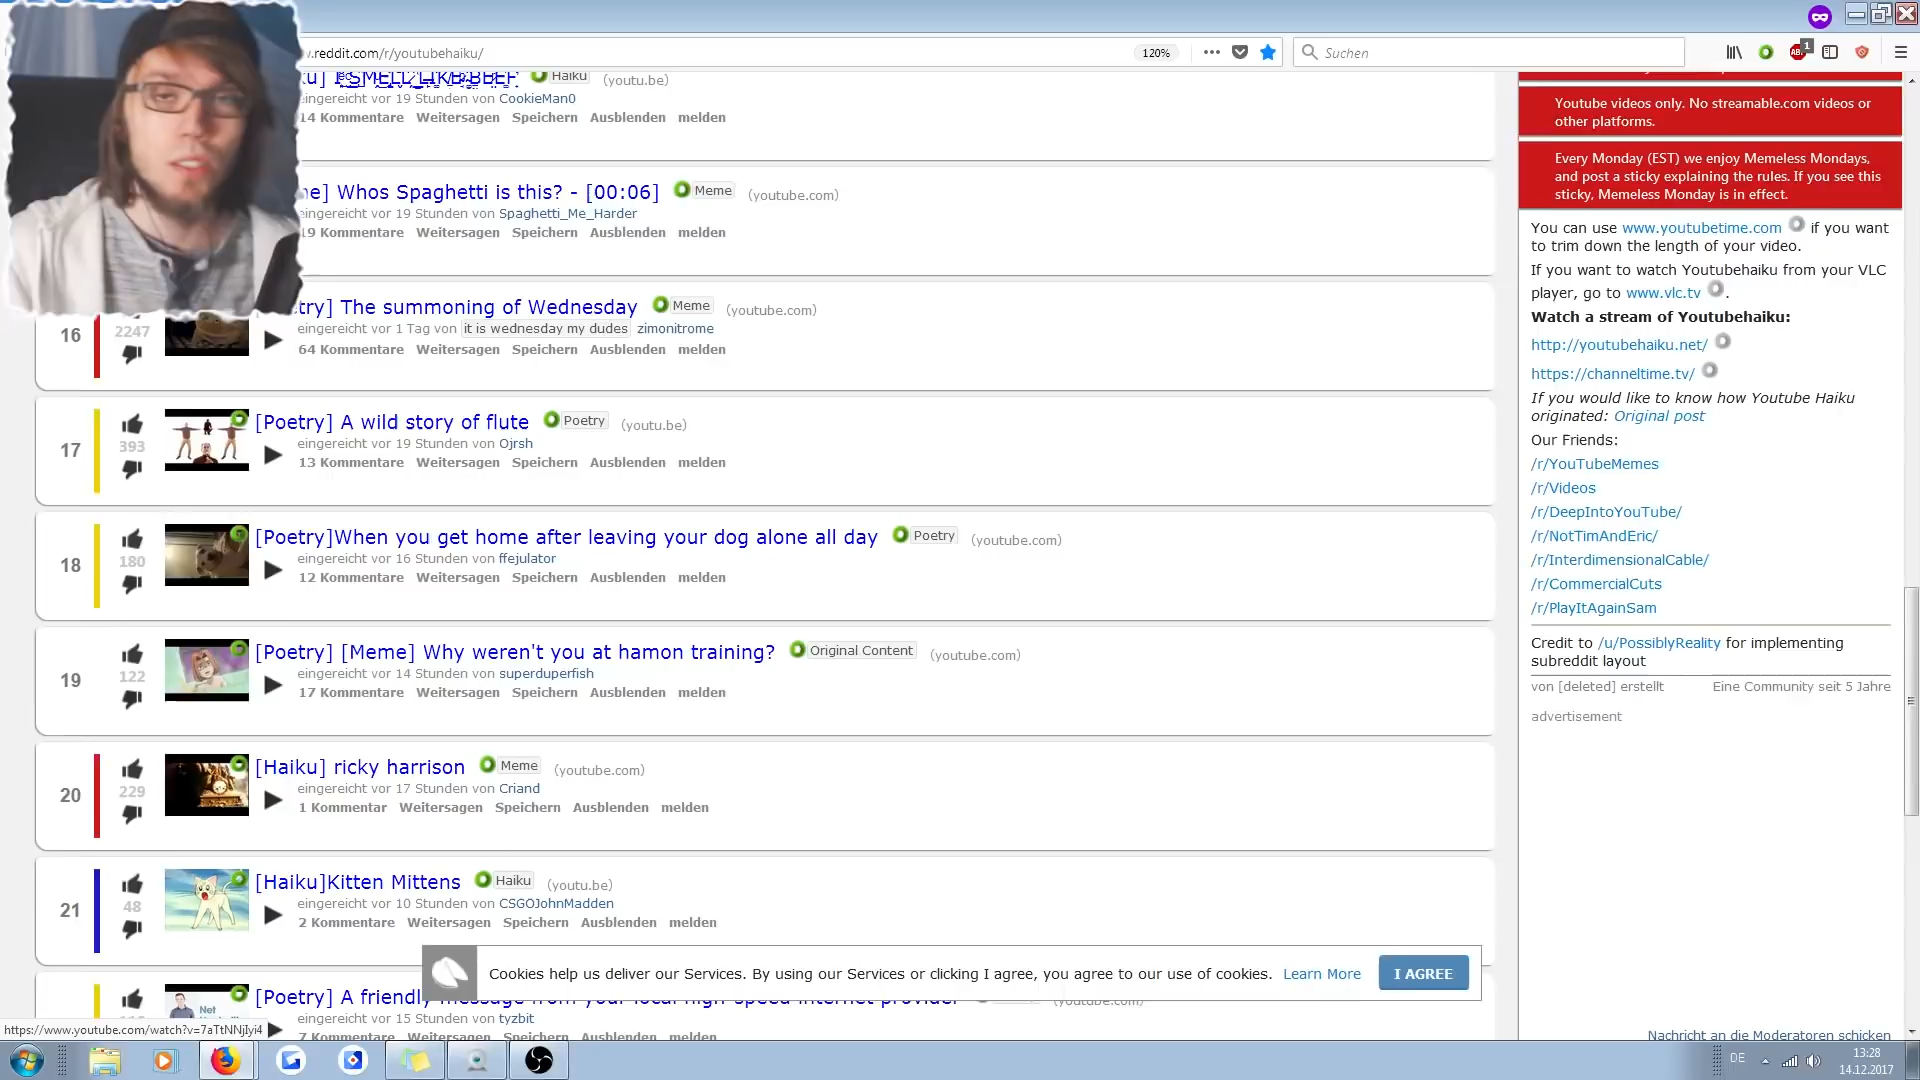 .reddit.com/r/youtubehaiku/
120%
Suchen
1
Haiku
(youtu.be)
eingereicht vor 19 Stunden von CookieMan0
14 Kommentare Weitersagen Speichern Ausblenden melden
Whos Spaghetti is this? - [00:06] Meme (youtube.com)
eingereicht vor 19 Stunden von Spaghetti_Me_Harder
19 Kommentare Weitersagen Speichern Ausblenden melden
16
2247
try] The summoning of Wednesday Meme (youtube.com)
eingereicht vor 1 Tag von it is wednesday my dudes zimonitrome
64 Kommentare Weitersagen Speichern Ausblenden melden
17
393
[Poetry] A wild story of flute Poetry (youtu.be)
eingereicht vor 19 Stunden von Ojrsh
13 Kommentare Weitersagen Speichern Ausblenden melden
18
180
[Poetry]When you get home after leaving your dog alone all day Poetry (youtube.com)
eingereicht vor 16 Stunden von ffejulator
12 Kommentare Weitersagen Speichern Ausblenden melden
19
122
[Poetry] [Meme] Why weren't you at hamon training? Original Content (youtube.com)
eingereicht vor 14 Stunden von superduperfish
17 Kommentare Weitersagen Speichern Ausblenden melden
20
229
[Haiku] ricky harrison Meme (youtube.com)
eingereicht vor 17 Stunden von Criand
1 Kommentar Weitersagen Speichern Ausblenden melden
21
48
[Haiku]Kitten Mittens Haiku (youtu.be)
eingereicht vor 10 Stunden von CSGOJohnMadden
2 Kommentare Weitersagen Speichern Ausblenden melden
Cookies help us deliver our Services. By using our Services or clicking I agree, you agree to our use of cookies. Learn More I AGREE
[Poetry] A friendly message from your local high speed internet provider (youtube.com)
Net
eingereicht vor 15 Stunden von tyzbit
7 Kommentare Weitersagen Speichern Ausblenden melden
https://www.youtube.com/watch?v=7aTtNNjIyi4
Youtube videos only. No streamable.com videos or
other platforms.
Every Monday (EST) we enjoy Memeless Mondays,
and post a sticky explaining the rules. If you see this
sticky, Memeless Monday is in effect.
You can use www.youtubetime.com if you want
to trim down the length of your video.
If you want to watch Youtubehaiku from your VLC
player, go to www.vlc.tv .
Watch a stream of Youtubehaiku:
http://youtubehaiku.net/
https://channeltime.tv/
If you would like to know how Youtube Haiku
originated: Original post
Our Friends:
/r/YouTubeMemes
/r/Videos
/r/DeepIntoYouTube/
/r/NotTimAndEric/
/r/InterdimensionalCable/
/r/CommercialCuts
/r/PlayItAgainSam
Credit to /u/PossiblyReality for implementing
subreddit layout
von [deleted] erstellt Eine Community seit 5 Jahre
advertisement
Nachricht an die Moderatoren schicken
DE
13:28
14.12.2017